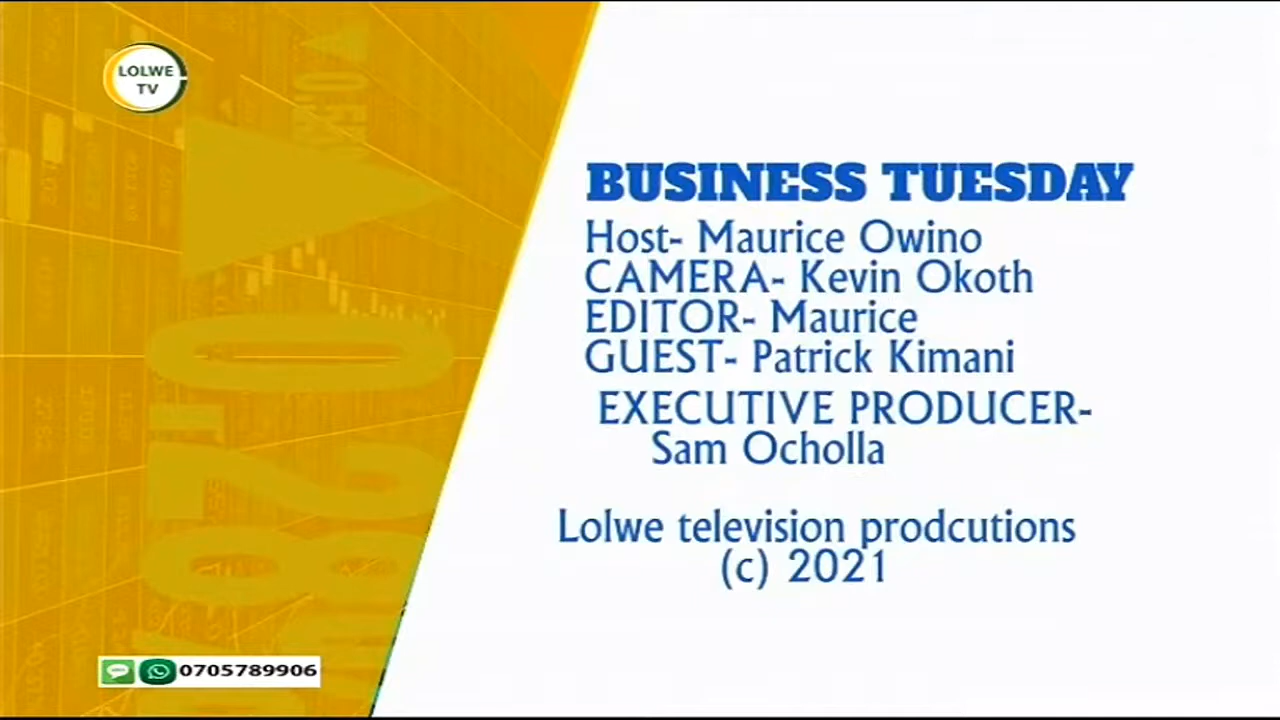 LOLWE
TV
BUSINESS TUESDAY
Host- Maurice Owino
CAMERA- Kevin Okoth
EDITOR- Maurice
GUEST- Patrick Kimani
EXECUTIVE PRODUCER-
Sam Ocholla
Lolwe television prodcutions
(c) 2021
0705789906